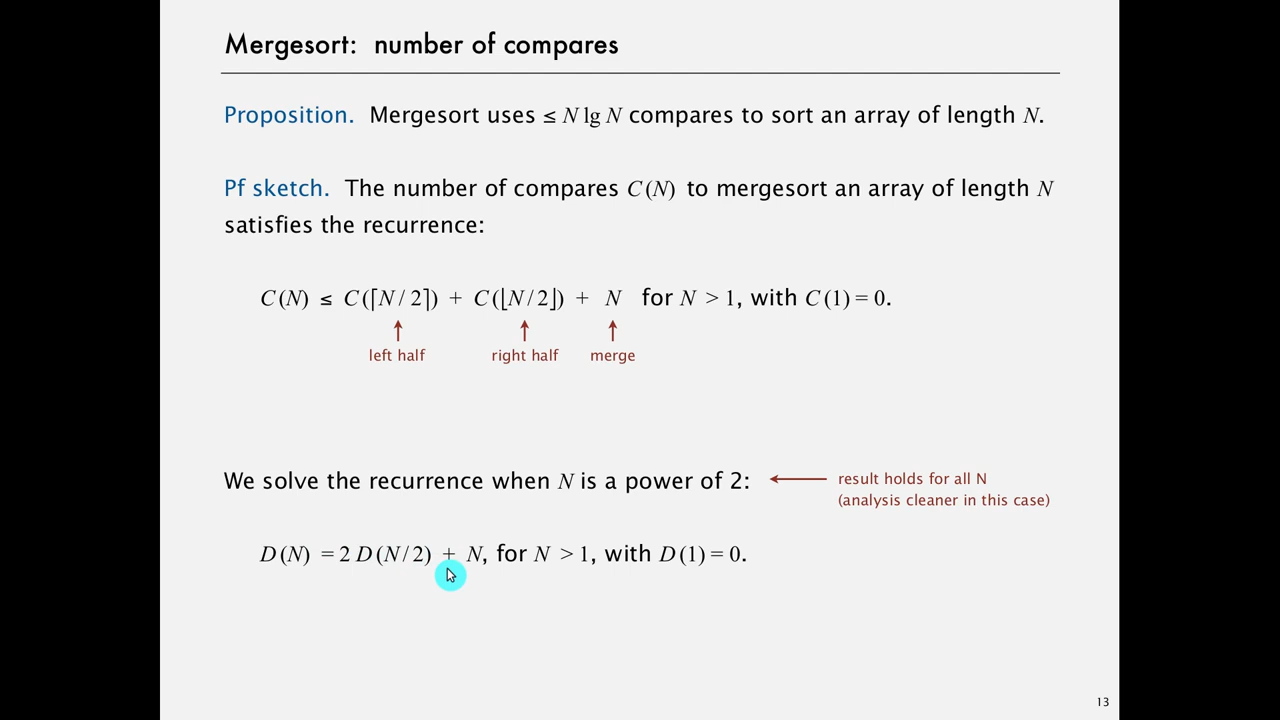 Mergesort: number of compares
Proposition. Mergesort uses ≤ N lg N compares to sort an array of length N.
Pf sketch. The number of compares C(N) to mergesort an array of length N
satisfies the recurrence:
C(N) ≤ C(⌈N/2⌉) + C(⌊N/2⌋) + N for N > 1, with C(1) = 0.
left half right half merge
We solve the recurrence when N is a power of 2:
result holds for all N
(analysis cleaner in this case)
D(N) = 2 D(N/2) + N, for N > 1, with D(1) = 0.
13